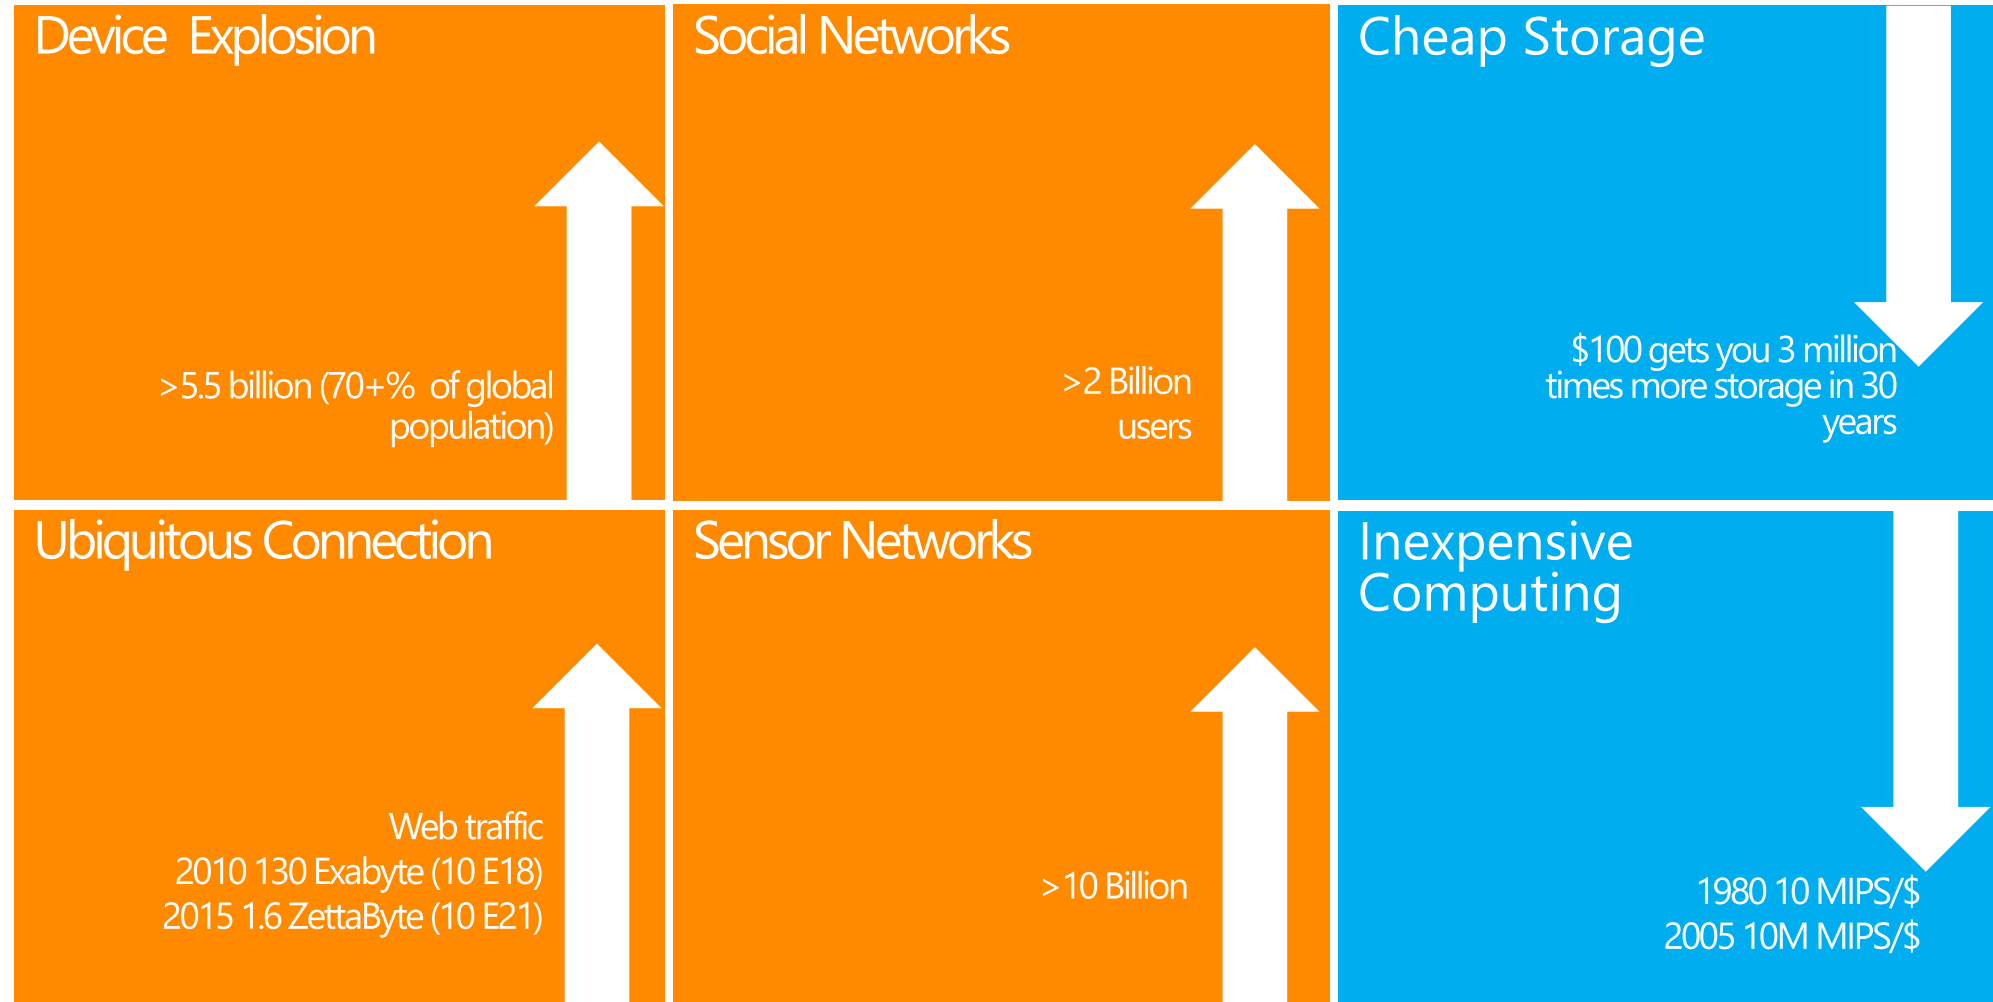 Device  Explosion
>5.5 billion (70+%  of global
population)
Social Networks
>2 Billion
users
Cheap Storage
$100 gets you 3 million
times more storage in 30
years
Ubiquitous Connection
Web traffic
2010 130 Exabyte (10 E18)
2015 1.6 ZettaByte (10 E21)
Sensor Networks
>10 Billion
Inexpensive
Computing
1980 10 MIPS/$
2005 10M MIPS/$